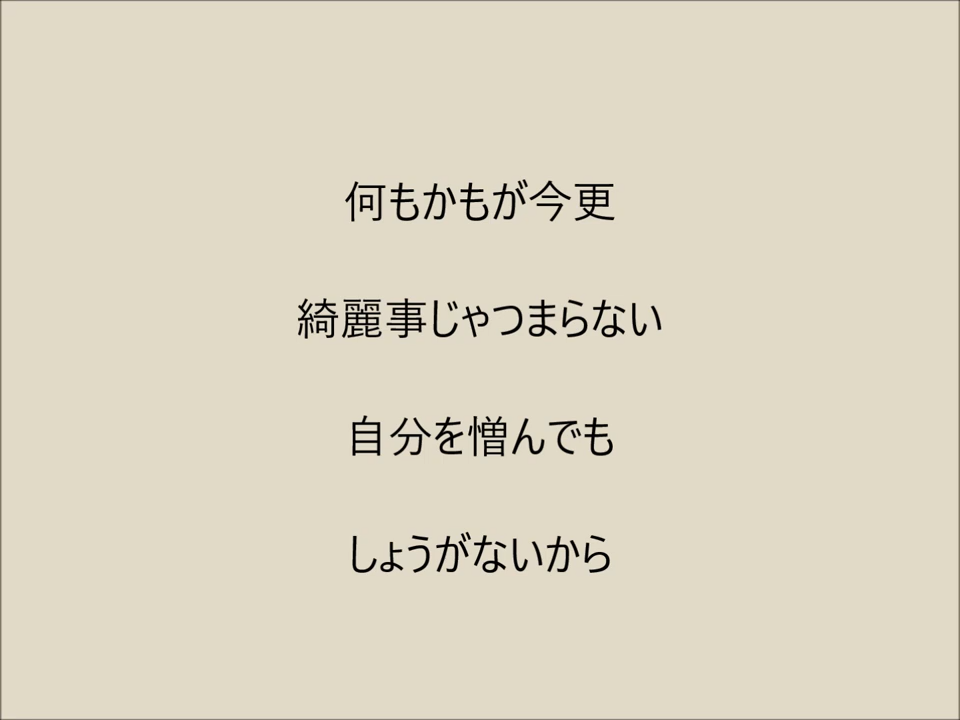 何もかもが今更
綺麗事じゃつまらない
自分を憎んでも
しょうがないから